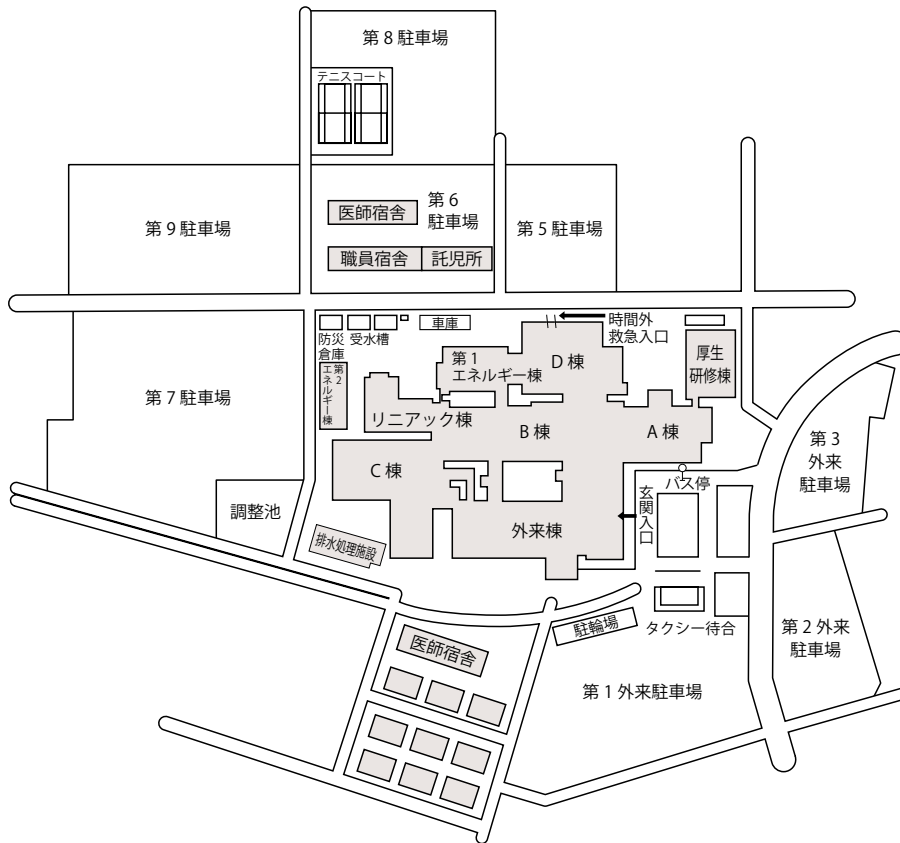 第 8 駐車場
テニスコート
第 6
駐車場
医師宿舎
第 9 駐車場
第 5 駐車場
職員宿舎
託児所
車庫
時間外
救急入口
防災
倉庫
受水槽
第 1
エネルギー棟
D 棟
厚生
研修棟
第2
エネルギー棟
第 7 駐車場
リニアック棟
B 棟
A 棟
第 3
外来
駐車場
C 棟
バス停
玄関入口
調整池
外来棟
排水処理施設
駐輪場
タクシー待合
第 2 外来
駐車場
医師宿舎
第 1 外来駐車場